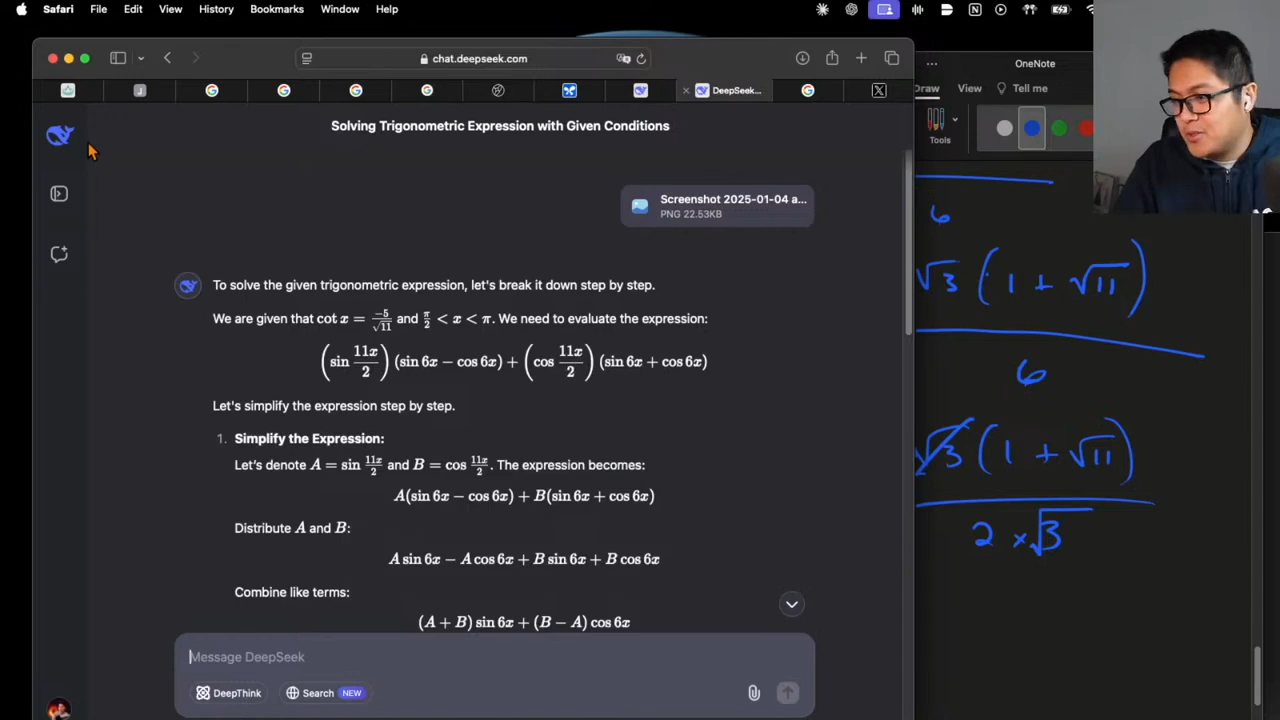 Safari File Edit View History Bookmarks Window Help
chat.deepseek.com
J
DeepSeek...
Solving Trigonometric Expression with Given Conditions
Screenshot 2025-01-04 a...
PNG 22.53KB
To solve the given trigonometric expression, let's break it down step by step.
We are given that cot x = −5/√11 and π/2 < x < π. We need to evaluate the expression:
(sin 11x/2)(sin 6x − cos 6x) + (cos 11x/2)(sin 6x + cos 6x)
Let's simplify the expression step by step.
1. Simplify the Expression:
Let's denote A = sin 11x/2 and B = cos 11x/2. The expression becomes:
A(sin 6x − cos 6x) + B(sin 6x + cos 6x)
Distribute A and B:
A sin 6x − A cos 6x + B sin 6x + B cos 6x
Combine like terms:
(A + B) sin 6x + (B − A) cos 6x
Message DeepSeek
DeepThink Search NEW
OneNote
Draw View Tell me
Tools
6
√3 (1 + √11)
6
√3 (1 + √11)
2 × √3